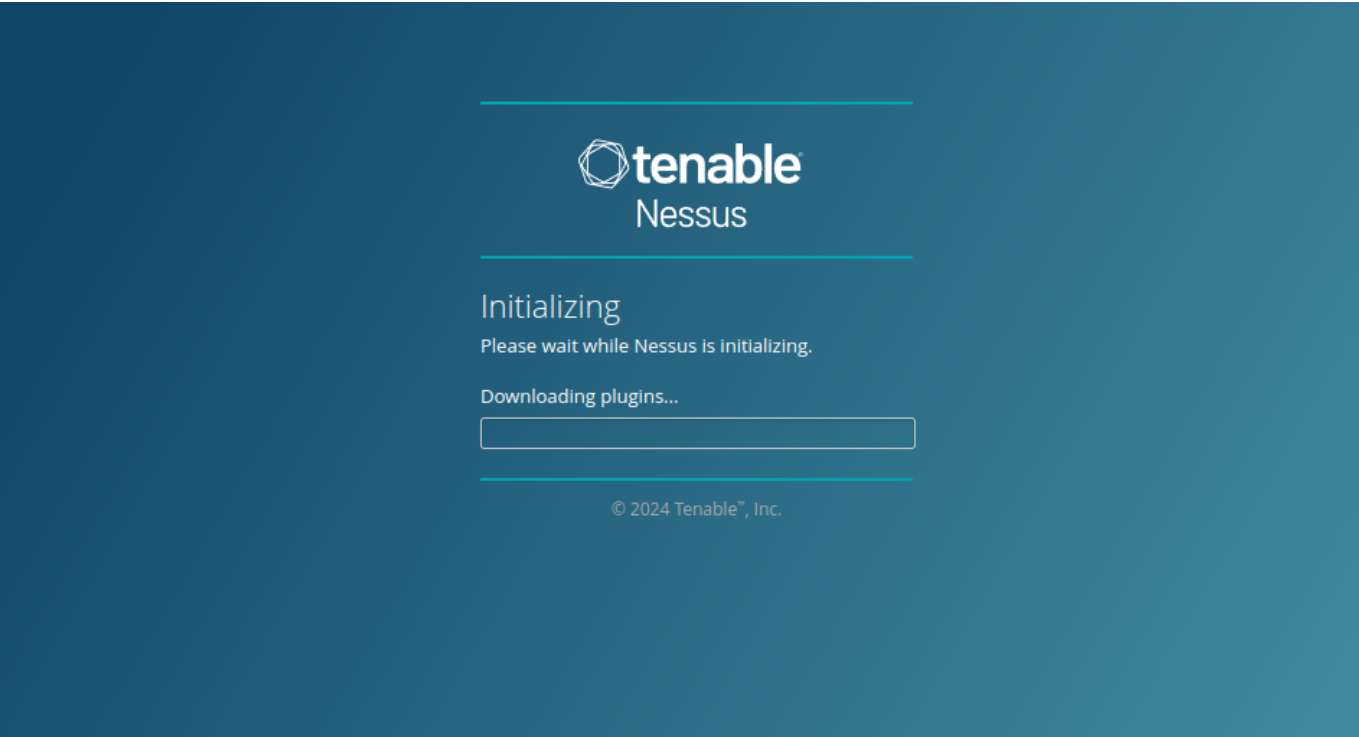 tenable®
Nessus
Initializing
Please wait while Nessus is initializing.
Downloading plugins...
© 2024 Tenable™, Inc.